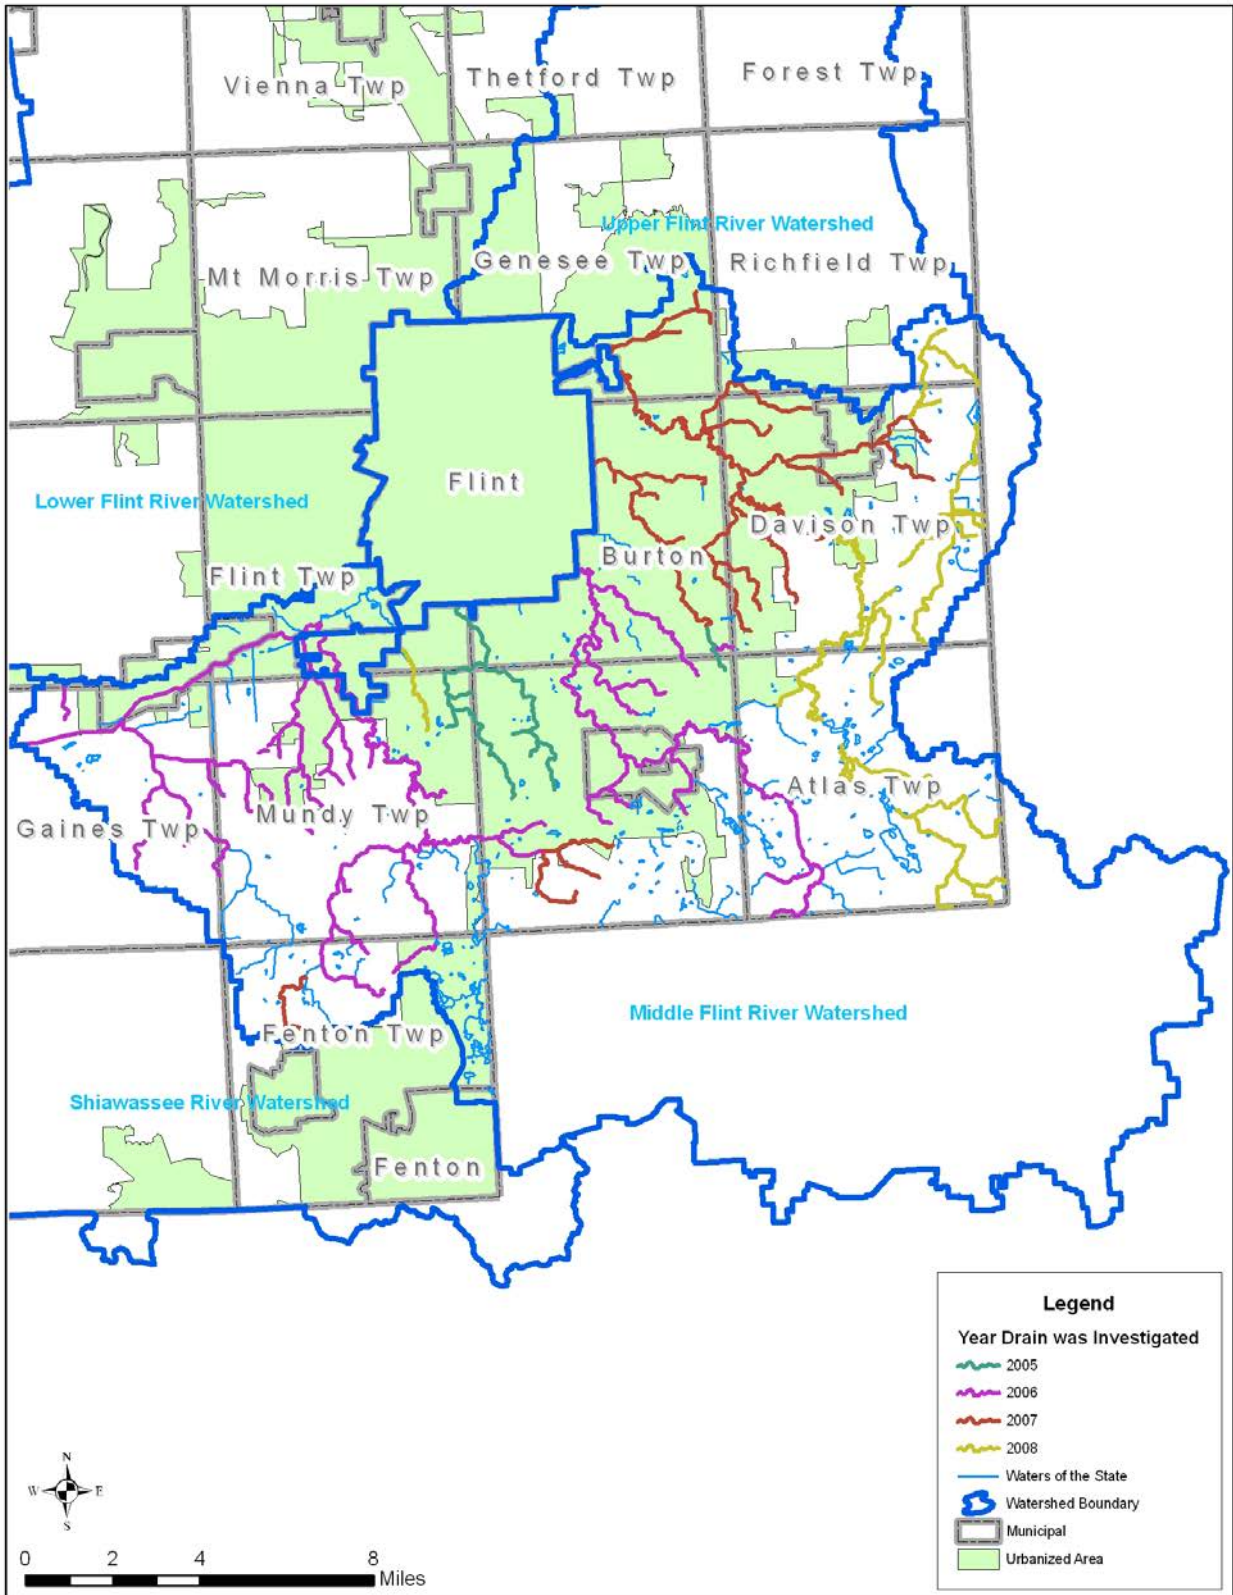 Vienna Twp
Thetford Twp
Forest Twp
Upper Flint River Watershed
Mt Morris Twp
Genesee Twp
Richfield Twp
Lower Flint River Watershed
Flint
Davison Twp
Flint Twp
Burton
Gaines Twp
Mundy Twp
Atlas Twp
Middle Flint River Watershed
Fenton Twp
Shiawassee River Watershed
Fenton
Legend
Year Drain was Investigated
2005
2006
2007
2008
Waters of the State
Watershed Boundary
Municipal
Urbanized Area
N
W E
S
0 2 4 8
Miles